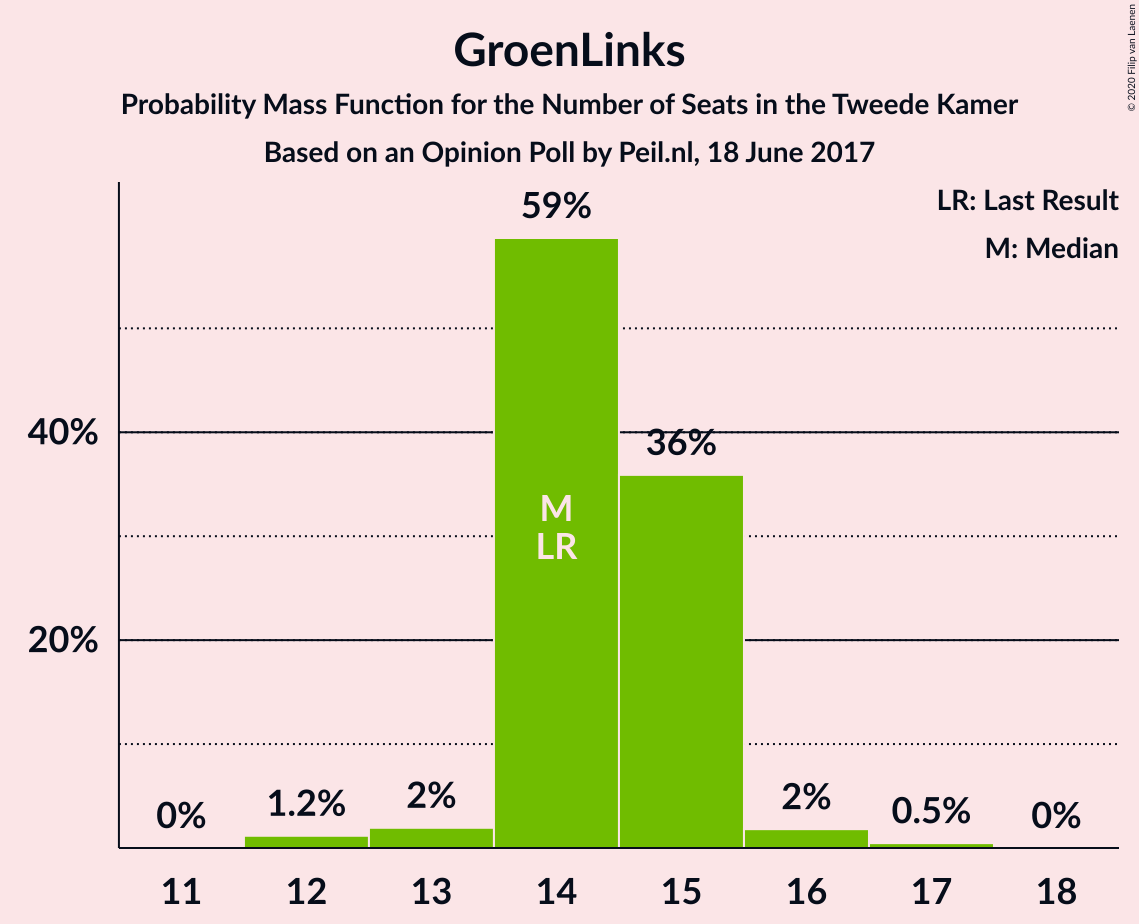 GroenLinks
Probability Mass Function for the Number of Seats in the Tweede Kamer
Based on an Opinion Poll by Peil.nl, 18 June 2017
© 2020 Filip van Laenen
LR: Last Result
M: Median
59%
40%
36%
M
LR
20%
0%
1.2%
2%
2%
0.5%
0%
11
12
13
14
15
16
17
18